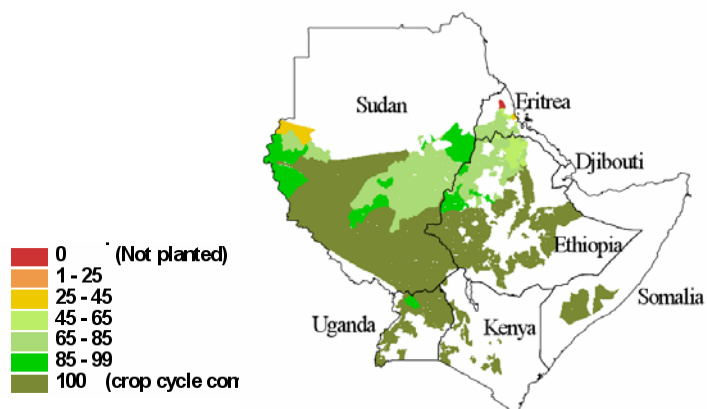 Sudan
Eritrea
Djibouti
Ethiopia
Somalia
Uganda
Kenya
0 (Not planted)
1 - 25
25 - 45
45 - 65
65 - 85
85 - 99
100 (crop cycle